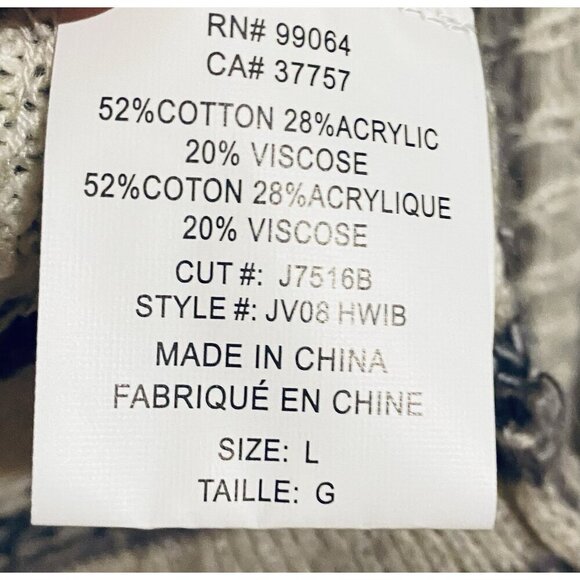 RN# 99064
CA# 37757
52%COTTON 28%ACRYLIC
20% VISCOSE
52%COTON 28%ACRYLIQUE
20% VISCOSE
CUT #: J7516B
STYLE #: JV08 HWIB
MADE IN CHINA
FABRIQUÉ EN CHINE
SIZE: L
TAILLE: G